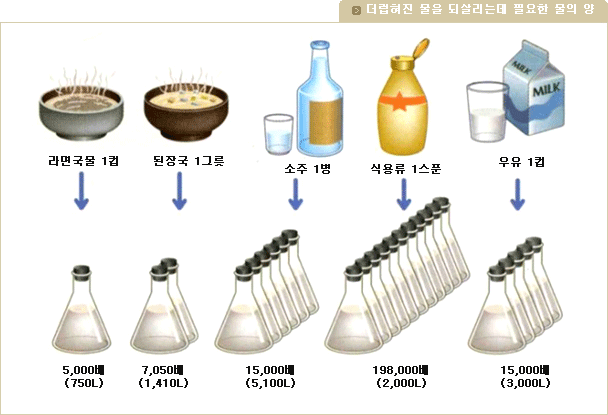 더럽혀진 물을 되살리는데 필요한 물의 양
MILK
MILK
라면국물 1컵
된장국 1그릇
소주 1병
식용류 1스푼
우유 1컵
5,000배
(750L)
7,050배
(1,410L)
15,000배
(5,100L)
198,000배
(2,000L)
15,000배
(3,000L)